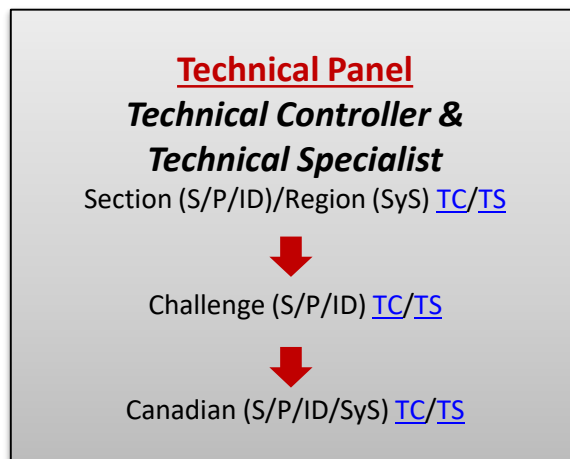 Technical Panel
Technical Controller &
Technical Specialist
Section (S/P/ID)/Region (SyS) TC/TS
Challenge (S/P/ID) TC/TS
Canadian (S/P/ID/SyS) TC/TS